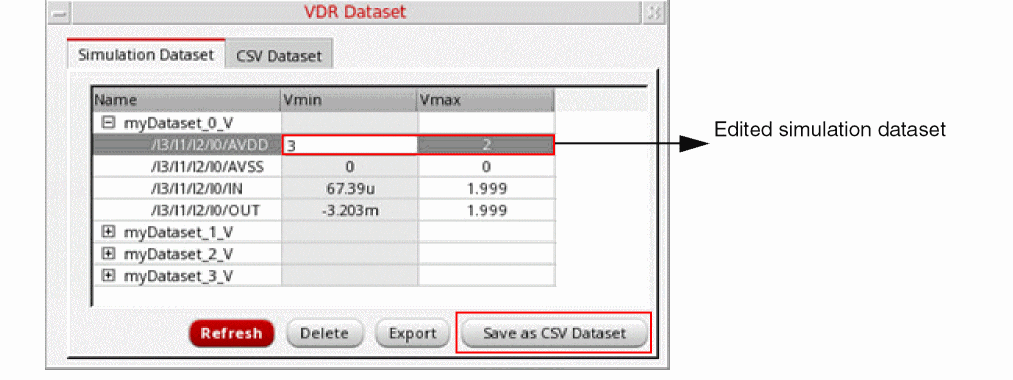 VDR Dataset
Simulation Dataset CSV Dataset
Name Vmin Vmax
myDataset_0_V
/I3/I1/I2/I0/AVDD 3 2
/I3/I1/I2/I0/AVSS 0 0
/I3/I1/I2/I0/IN 67.39u 1.999
/I3/I1/I2/I0/OUT -3.203m 1.999
myDataset_1_V
myDataset_2_V
myDataset_3_V
Refresh Delete Export Save as CSV Dataset
Edited simulation dataset